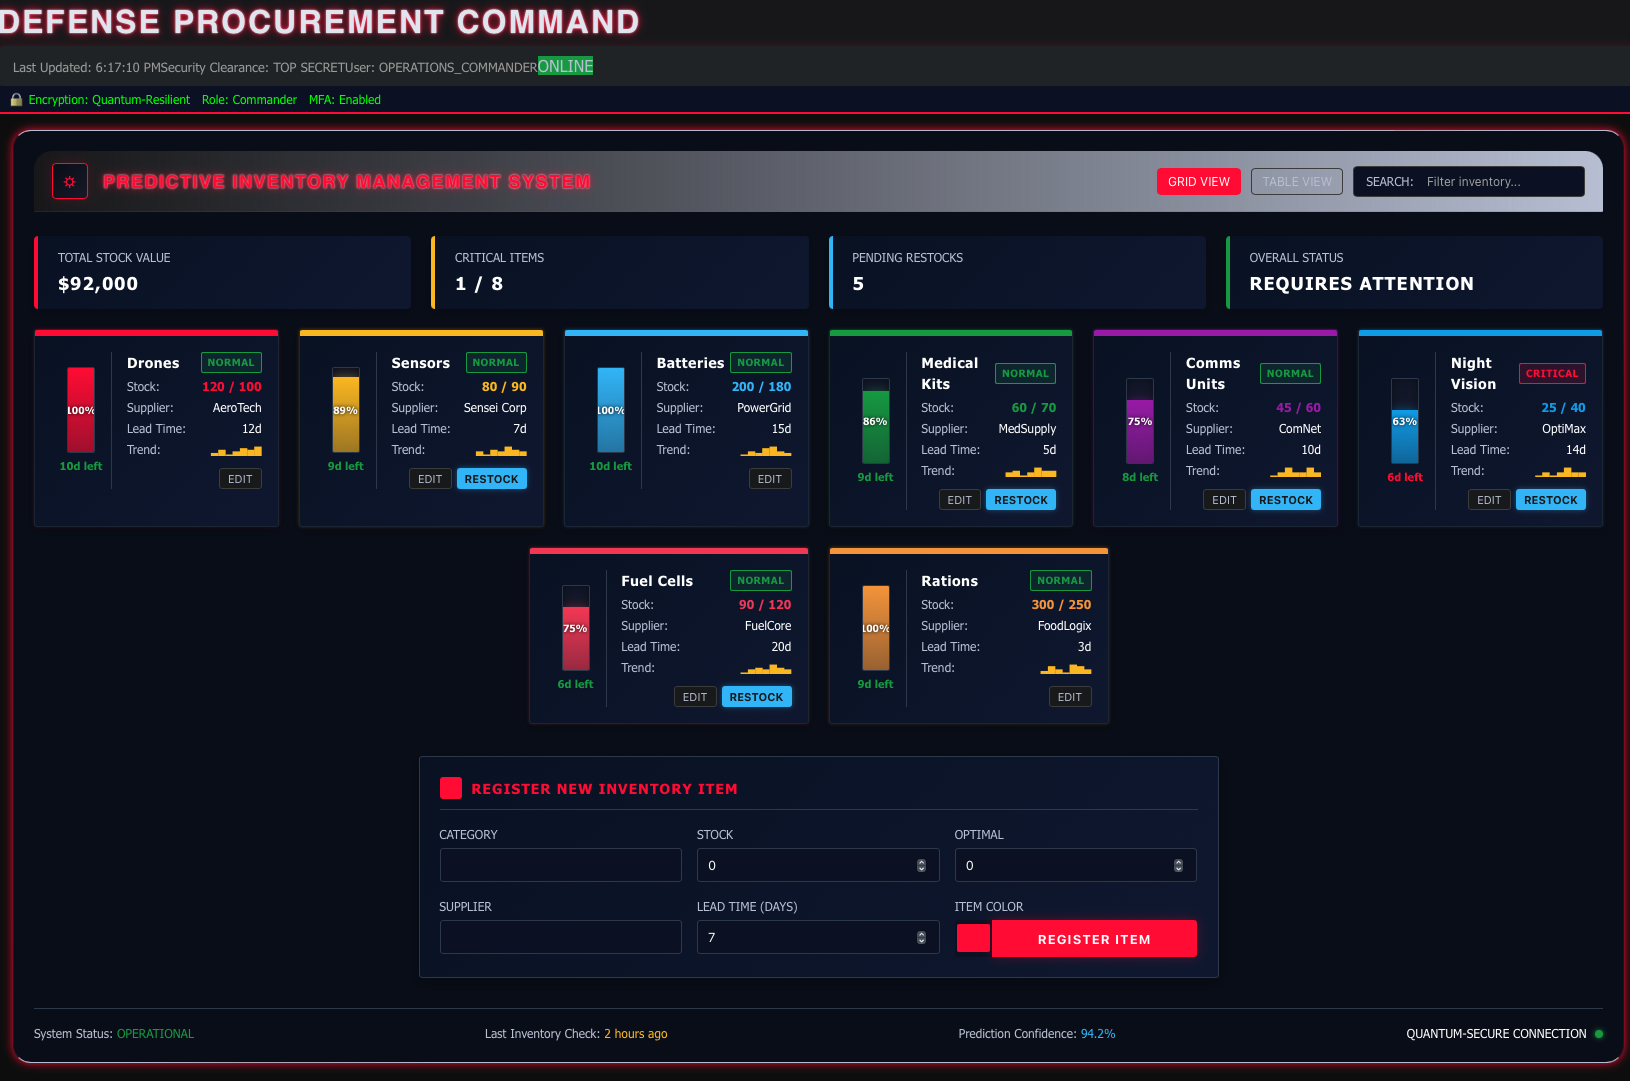 DEFENSE PROCUREMENT COMMAND
Last Updated: 6:17:10 PMSecurity Clearance: TOP SECRETUser: OPERATIONS_COMMANDERONLINE
Encryption: Quantum-Resilient Role: Commander MFA: Enabled
PREDICTIVE INVENTORY MANAGEMENT SYSTEM
GRID VIEW
TABLE VIEW
SEARCH: Filter inventory...
TOTAL STOCK VALUE
$92,000
CRITICAL ITEMS
1 / 8
PENDING RESTOCKS
5
OVERALL STATUS
REQUIRES ATTENTION
100%
10d left
Drones NORMAL
Stock: 120 / 100
Supplier: AeroTech
Lead Time: 12d
Trend:
EDIT
89%
9d left
Sensors NORMAL
Stock: 80 / 90
Supplier: Sensei Corp
Lead Time: 7d
Trend:
EDIT RESTOCK
100%
10d left
Batteries NORMAL
Stock: 200 / 180
Supplier: PowerGrid
Lead Time: 15d
Trend:
EDIT
86%
9d left
Medical
Kits
NORMAL
Stock: 60 / 70
Supplier: MedSupply
Lead Time: 5d
Trend:
EDIT RESTOCK
75%
8d left
Comms
Units
NORMAL
Stock: 45 / 60
Supplier: ComNet
Lead Time: 10d
Trend:
EDIT RESTOCK
63%
6d left
Night
Vision
CRITICAL
Stock: 25 / 40
Supplier: OptiMax
Lead Time: 14d
Trend:
EDIT RESTOCK
75%
6d left
Fuel Cells NORMAL
Stock: 90 / 120
Supplier: FuelCore
Lead Time: 20d
Trend:
EDIT RESTOCK
100%
9d left
Rations NORMAL
Stock: 300 / 250
Supplier: FoodLogix
Lead Time: 3d
Trend:
EDIT
REGISTER NEW INVENTORY ITEM
CATEGORY
STOCK
0
OPTIMAL
0
SUPPLIER
LEAD TIME (DAYS)
7
ITEM COLOR
REGISTER ITEM
System Status: OPERATIONAL
Last Inventory Check: 2 hours ago
Prediction Confidence: 94.2%
QUANTUM-SECURE CONNECTION